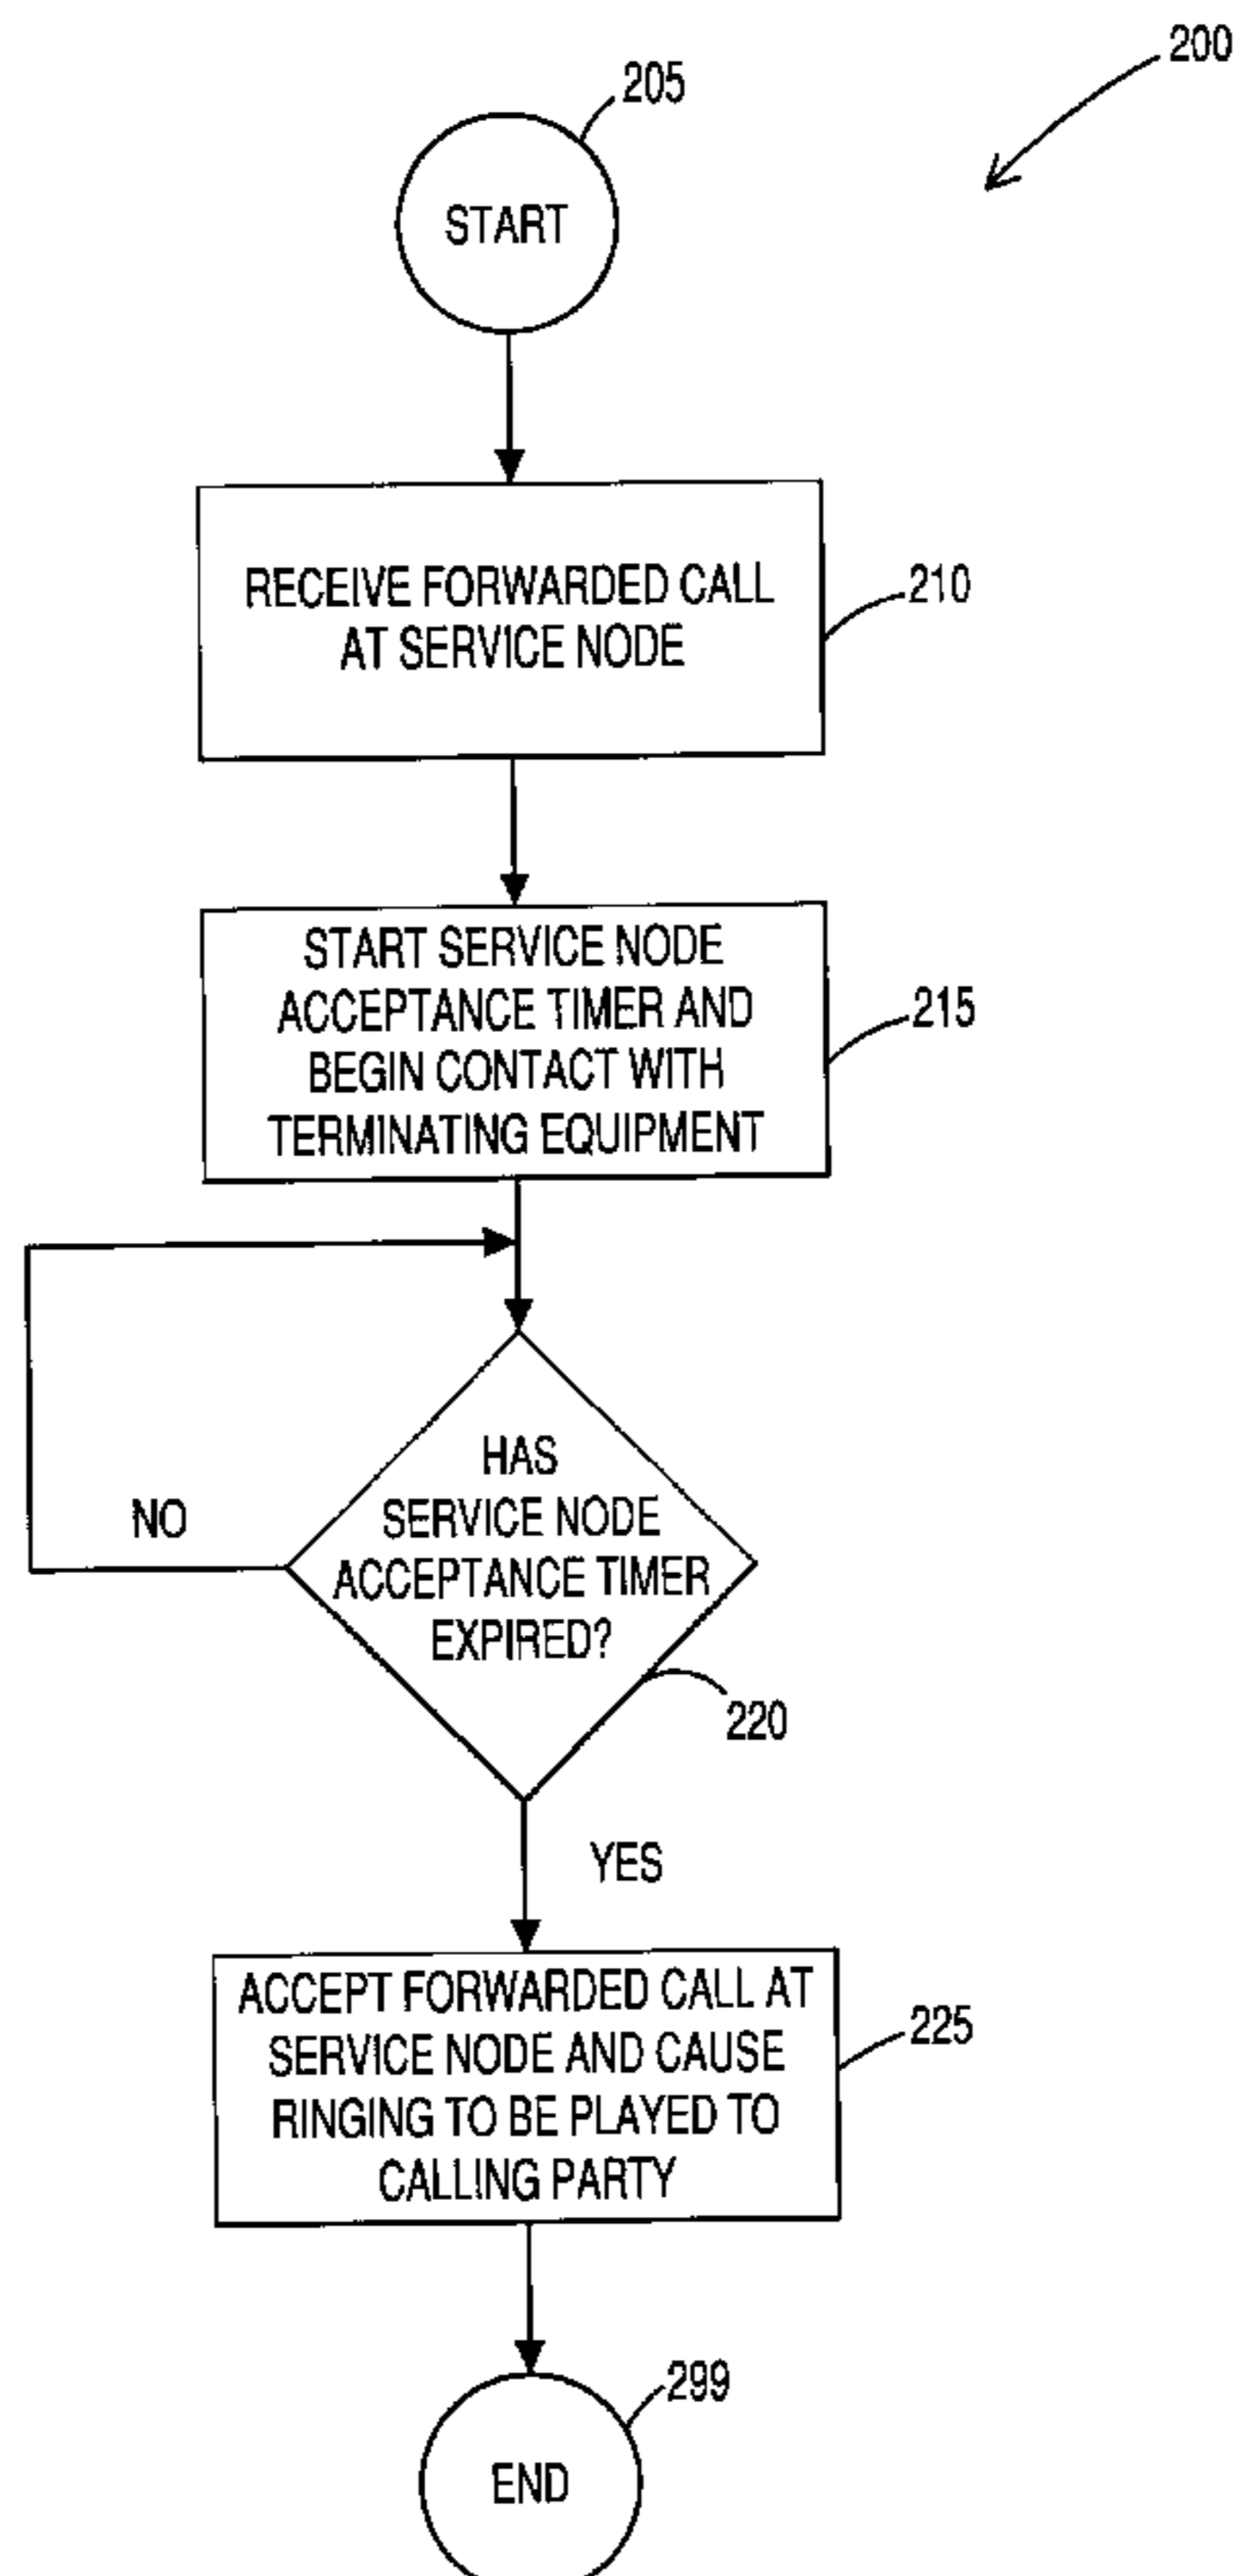 200
205
START
RECEIVE FORWARDED CALL
AT SERVICE NODE
210
START SERVICE NODE
ACCEPTANCE TIMER AND
BEGIN CONTACT WITH
TERMINATING EQUIPMENT
215
HAS
SERVICE NODE
ACCEPTANCE TIMER
EXPIRED?
NO
220
YES
ACCEPT FORWARDED CALL AT
SERVICE NODE AND CAUSE
RINGING TO BE PLAYED TO
CALLING PARTY
225
299
END